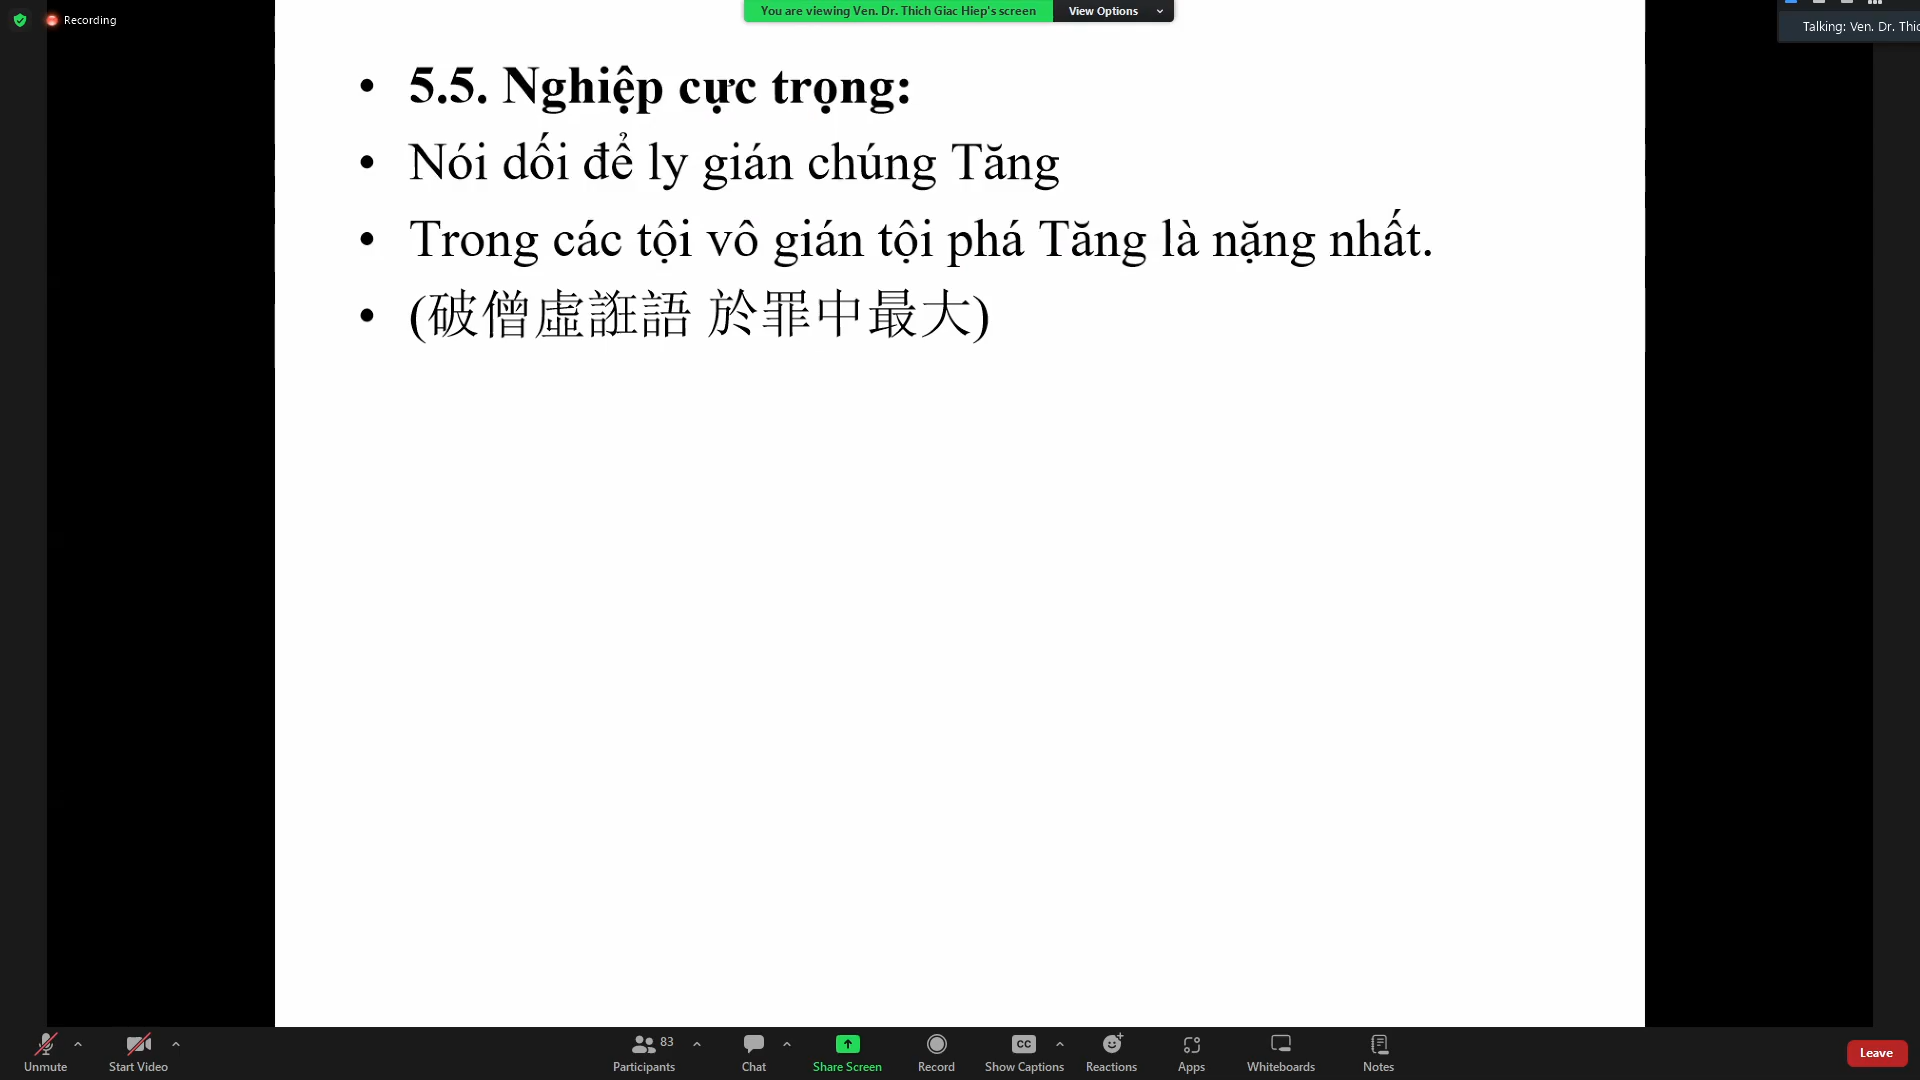 Recording
You are viewing Ven. Dr. Thich Giac Hiep's screen
View Options
Talking: Ven. Dr. Thic
• 5.5. Nghiệp cực trọng:
• Nói dối để ly gián chúng Tăng
• Trong các tội vô gián tội phá Tăng là nặng nhất.
• (破僧虛誑語 於罪中最大)
Unmute
Start Video
83
Participants
Chat
Share Screen
Record
CC
Show Captions
Reactions
Apps
Whiteboards
Notes
Leave